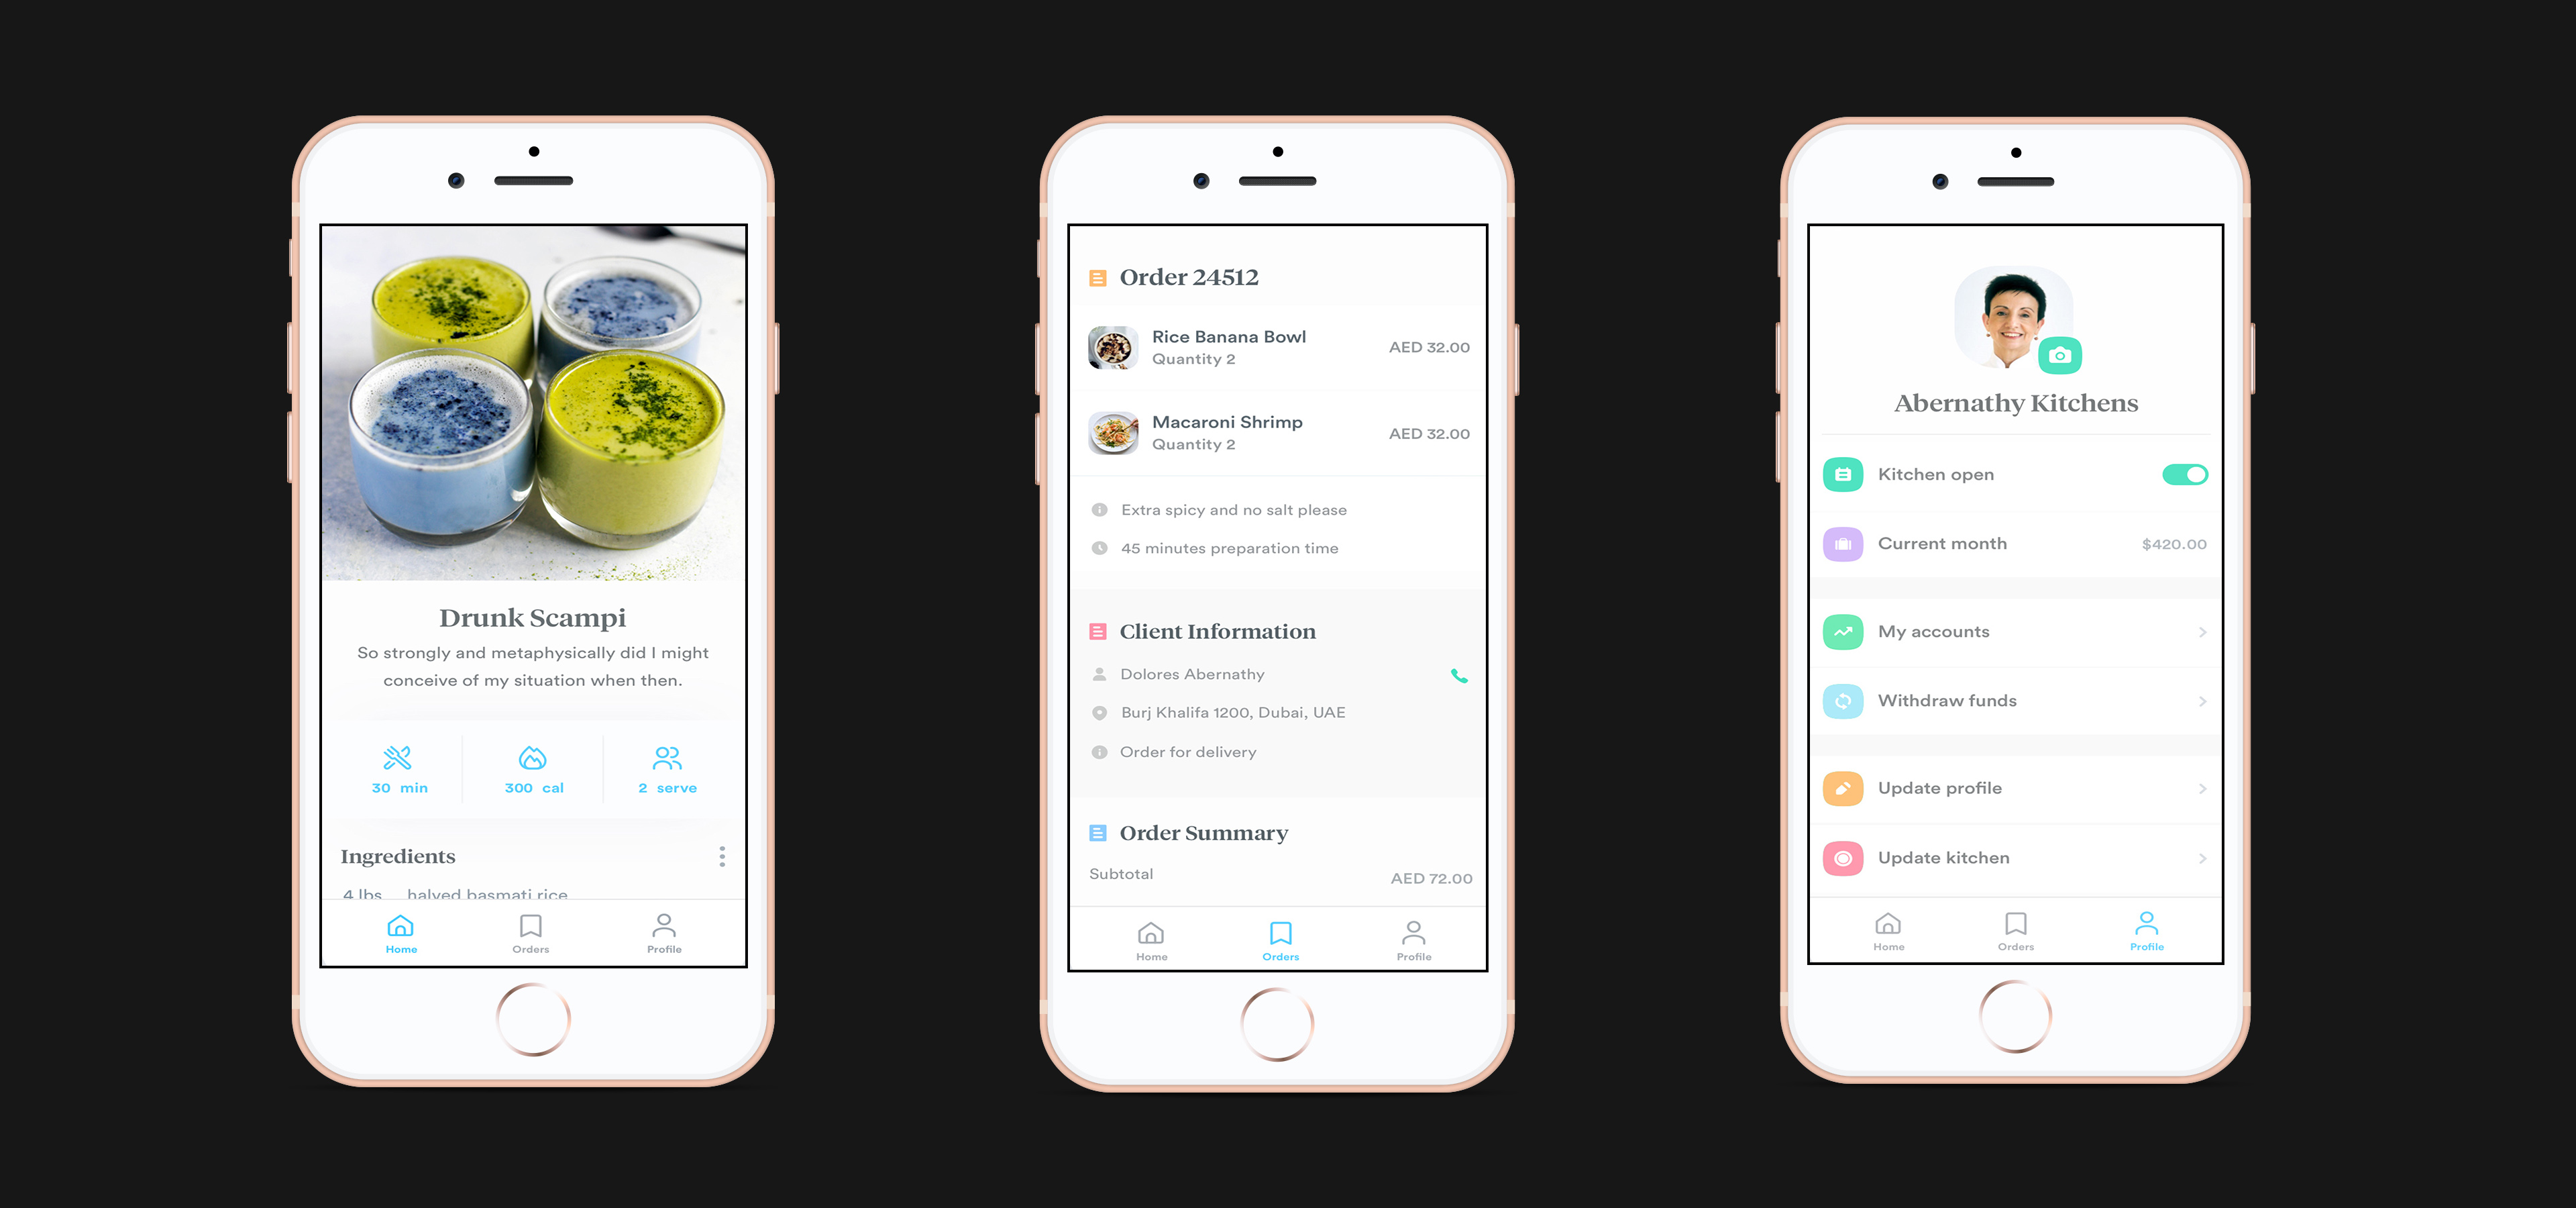 Drunk Scampi
So strongly and metaphysically did I might
conceive of my situation when then.
30 min
300 cal
2 serve
Ingredients
4 lbs halved basmati rice
Home
Orders
Profile
Order 24512
Rice Banana Bowl
Quantity 2
AED 32.00
Macaroni Shrimp
Quantity 2
AED 32.00
Extra spicy and no salt please
45 minutes preparation time
Client Information
Dolores Abernathy
Burj Khalifa 1200, Dubai, UAE
Order for delivery
Order Summary
Subtotal
AED 72.00
Home
Orders
Profile
Abernathy Kitchens
Kitchen open
Current month
$420.00
My accounts
Withdraw funds
Update profile
Update kitchen
Home
Orders
Profile